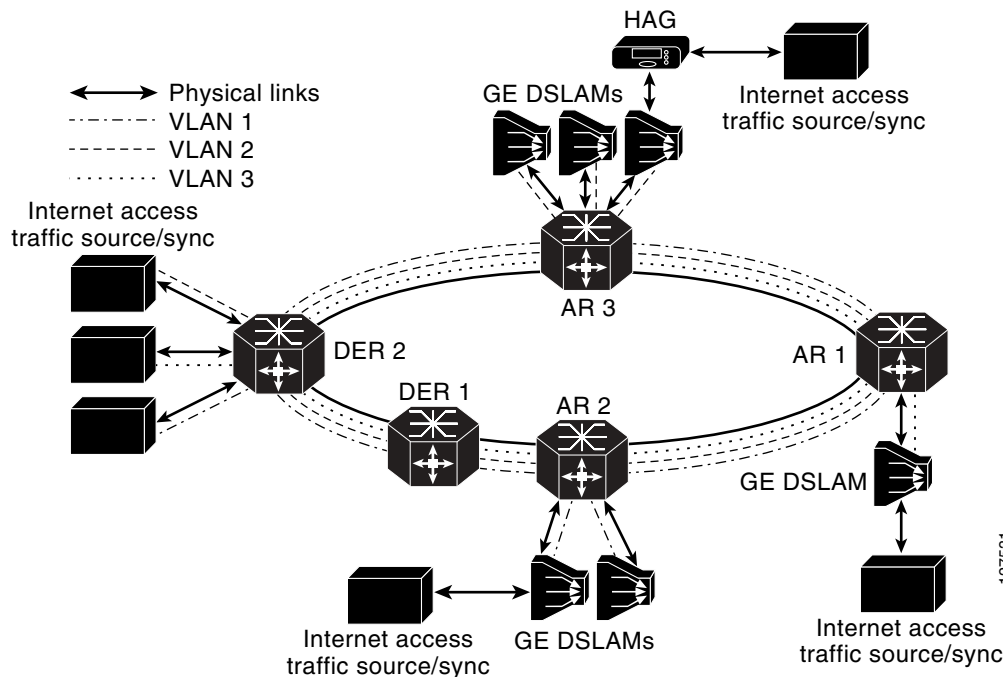 HAG
GE DSLAMs
Internet access
traffic source/sync
Physical links
VLAN 1
VLAN 2
VLAN 3
Internet access
traffic source/sync
AR 3
DER 2
AR 1
DER 1
AR 2
GE DSLAM
GE DSLAMs
Internet access
traffic source/sync
Internet access
traffic source/sync